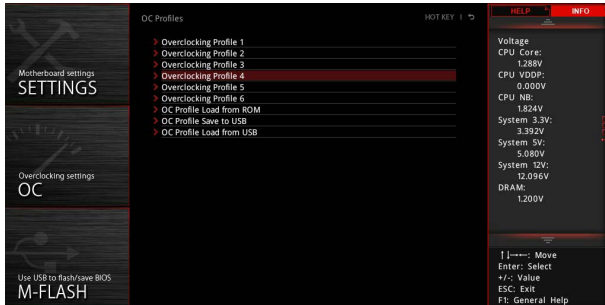 OC Profiles
HOT KEY
HELP
INFO
Motherboard settings
SETTINGS
Overclocking settings
OC
Use USB to flash/save BIOS
M-FLASH
Overclocking Profile 1
Overclocking Profile 2
Overclocking Profile 3
Overclocking Profile 4
Overclocking Profile 5
Overclocking Profile 6
OC Profile Load from ROM
OC Profile Save to USB
OC Profile Load from USB
Voltage
CPU Core:
1.288V
CPU VDDP:
0.000V
CPU NB:
1.824V
System 3.3V:
3.392V
System 5V:
5.080V
System 12V:
12.096V
DRAM:
1.200V
↑↓→←: Move
Enter: Select
+/-: Value
ESC: Exit
F1: General Help